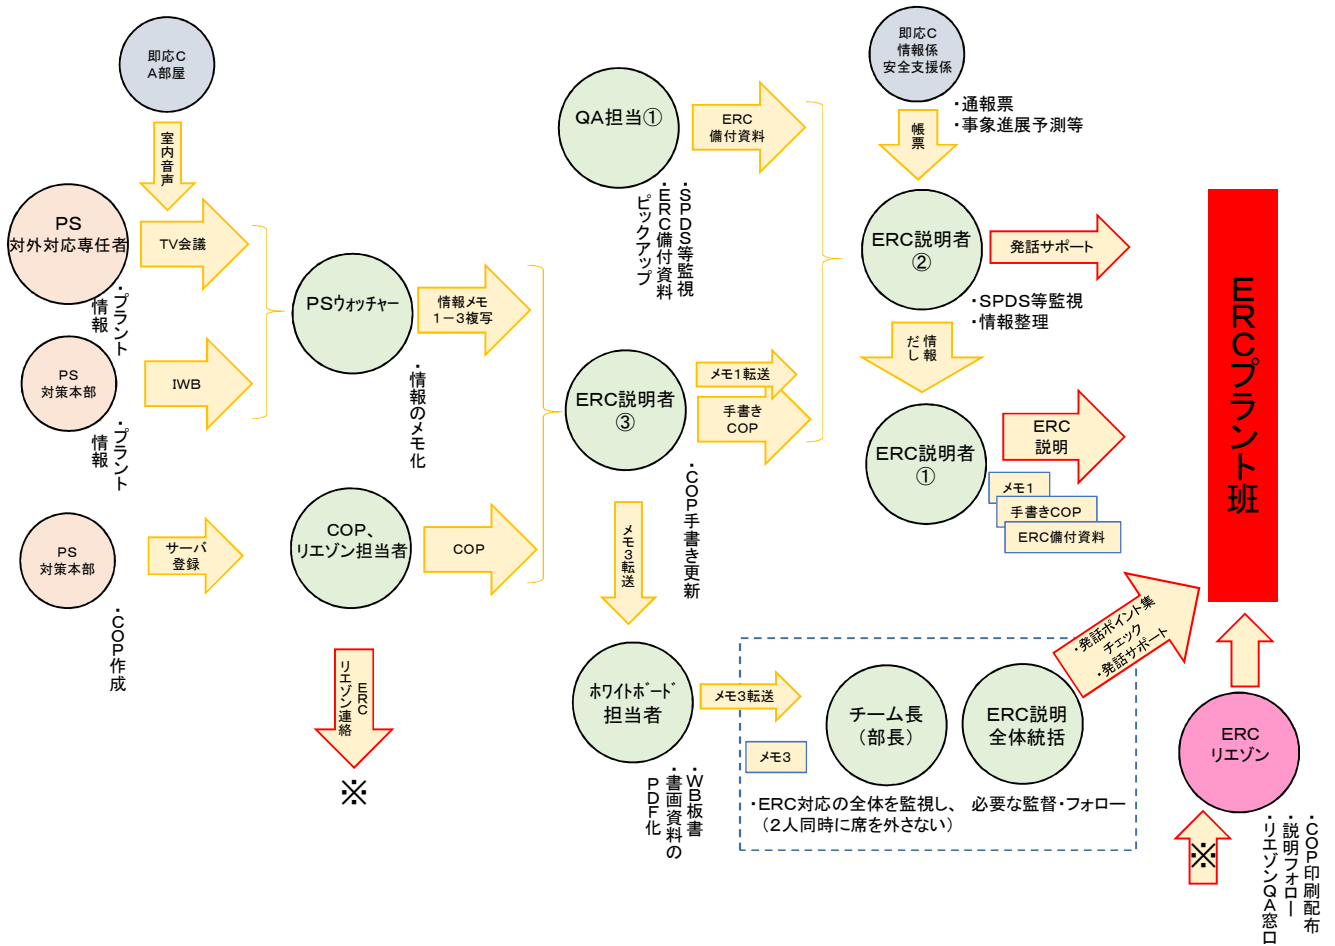 即応C
A部屋
室内音声
PS
対外対応専任者
・プラント
情報
TV会議
PS
対策本部
・プラント
情報
IWB
PS
対策本部
・COP作成
サーバ
登録
PSウォッチャー
・情報のメモ化
情報メモ
1－3複写
COP、
リエゾン担当者
COP
ERC
リエゾン連絡
※
QA担当①
・SPDS等監視
・ERC備付資料
ピックアップ
ERC
備付資料
ERC説明者
③
・COP手書き更新
メモ1転送
手書き
COP
メモ3転送
ホワイトボード
担当者
・WB板書
・書画資料の
PDF化
メモ3転送
メモ3
チーム長
（部長）
ERC説明
全体統括
・ERC対応の全体を監視し、 必要な監督・フォロー
（2人同時に席を外さない）
・発話ポイント集
チェック
・発話サポート
即応C
情報係
安全支援係
・通報票
・事象進展予測等
帳票
ERC説明者
②
・SPDS等監視
・情報整理
発話サポート
情報
だし
ERC説明者
①
ERC
説明
メモ1
手書きCOP
ERC備付資料
ERCプラント班
ERC
リエゾン
・COP印刷配布
・説明フォロー
・リエゾンQA窓口
※